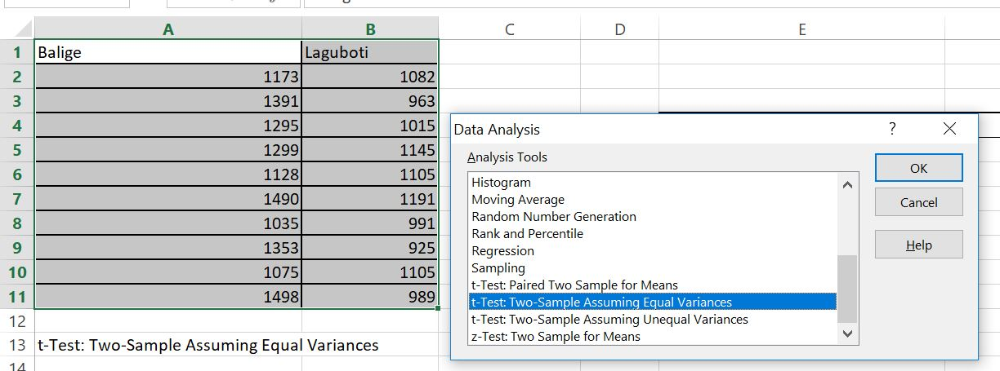 A B C D E
1 Balige Laguboti
2 1173 1082
3 1391 963
4 1295 1015
5 1299 1145
6 1128 1105
7 1490 1191
8 1035 991
9 1353 925
10 1075 1105
11 1498 989
12
13 t-Test: Two-Sample Assuming Equal Variances
14
Data Analysis ?
Analysis Tools
Histogram
Moving Average
Random Number Generation
Rank and Percentile
Regression
Sampling
t-Test: Paired Two Sample for Means
t-Test: Two-Sample Assuming Equal Variances
t-Test: Two-Sample Assuming Unequal Variances
z-Test: Two Sample for Means
OK
Cancel
Help